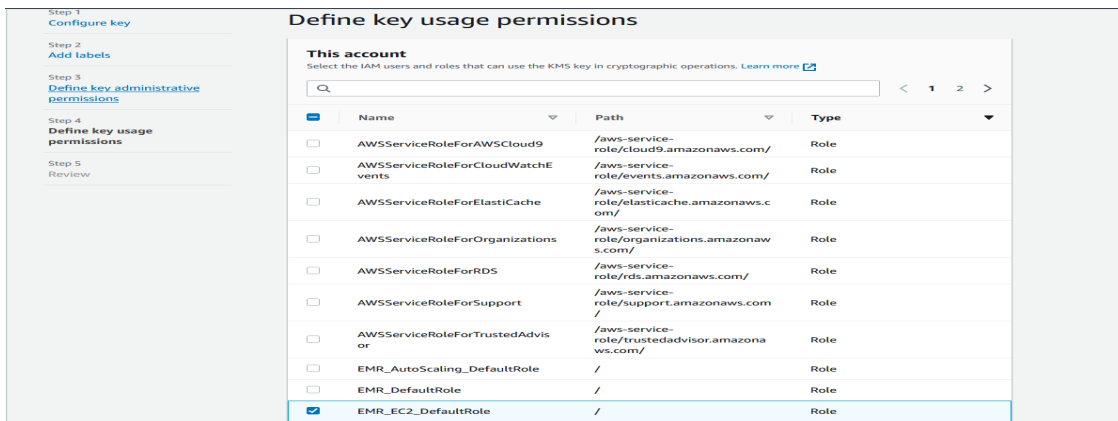 Step 1
Configure key
Step 2
Add labels
Step 3
Define key administrative
permissions
Step 4
Define key usage
permissions
Step 5
Review
Define key usage permissions
This account
Select the IAM users and roles that can use the KMS key in cryptographic operations. Learn more
< 1 2 >
Name Path Type
AWSServiceRoleForAWSCloud9 /aws-service-
role/cloud9.amazonaws.com/ Role
AWSServiceRoleForCloudWatchE
vents /aws-service-
role/events.amazonaws.com/ Role
AWSServiceRoleForElastiCache /aws-service-
role/elasticache.amazonaws.c
om/ Role
AWSServiceRoleForOrganizations /aws-service-
role/organizations.amazonaw
s.com/ Role
AWSServiceRoleForRDS /aws-service-
role/rds.amazonaws.com/ Role
AWSServiceRoleForSupport /aws-service-
role/support.amazonaws.com
/ Role
AWSServiceRoleForTrustedAdvis
or /aws-service-
role/trustedadvisor.amazona
ws.com/ Role
EMR_AutoScaling_DefaultRole / Role
EMR_DefaultRole / Role
EMR_EC2_DefaultRole / Role